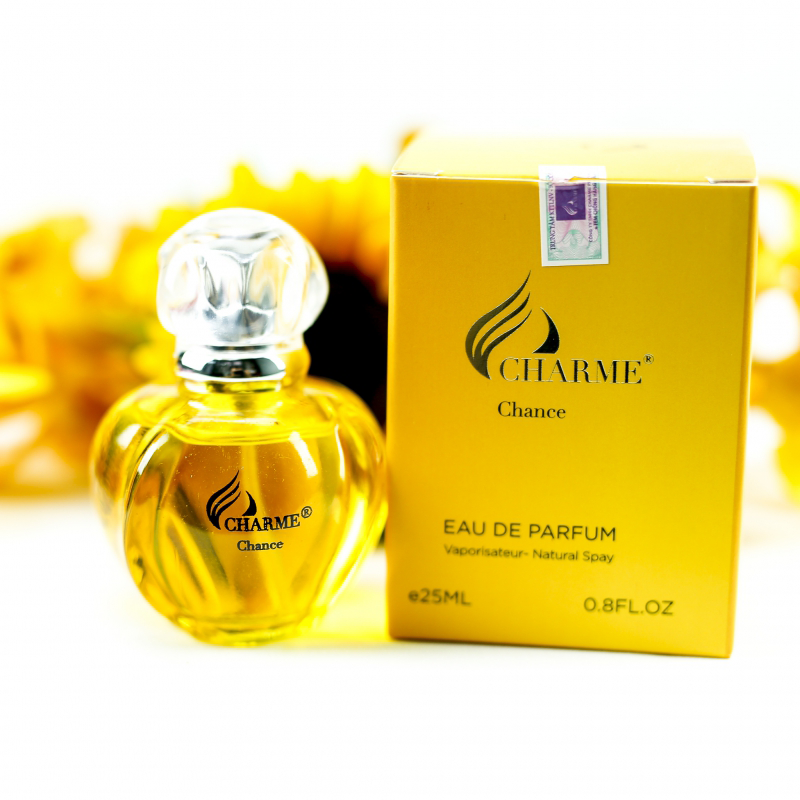 CHARME®
Chance
CHARME®
Chance
EAU DE PARFUM
Vaporisateur- Natural Spay
e25ML
0.8FL.OZ